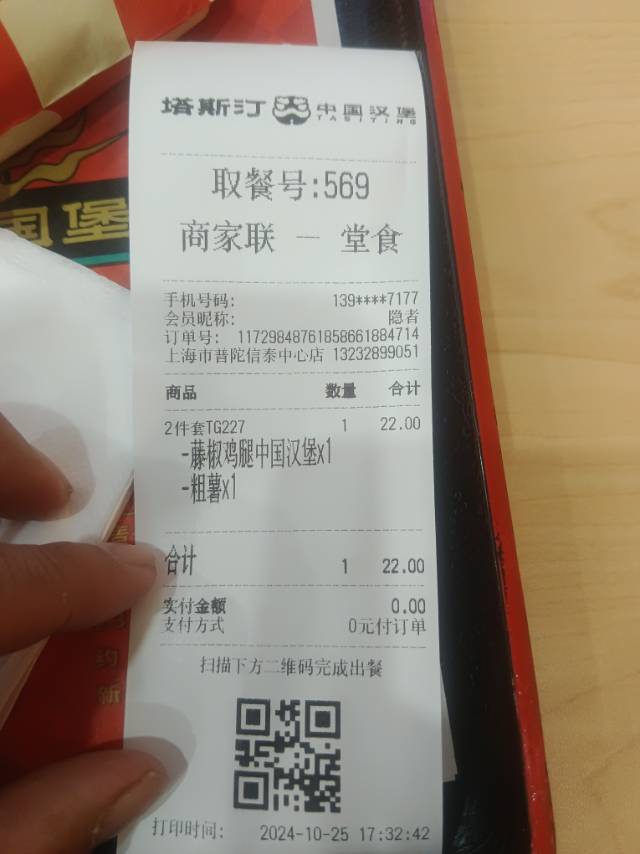 塔斯汀 中国汉堡
TASITING
取餐号:569
商家联 — 堂食
手机号码: 139****7177
会员昵称: 隐者
订单号: 11729848761858661884714
上海市普陀信泰中心店 13232899051
商品 数量 合计
2件套TG227 1 22.00
-藤椒鸡腿中国汉堡x1
-粗薯x1
合计 1 22.00
实付金额 0.00
支付方式 0元付订单
扫描下方二维码完成出餐
打印时间: 2024-10-25 17:32:42
国堡
约
新